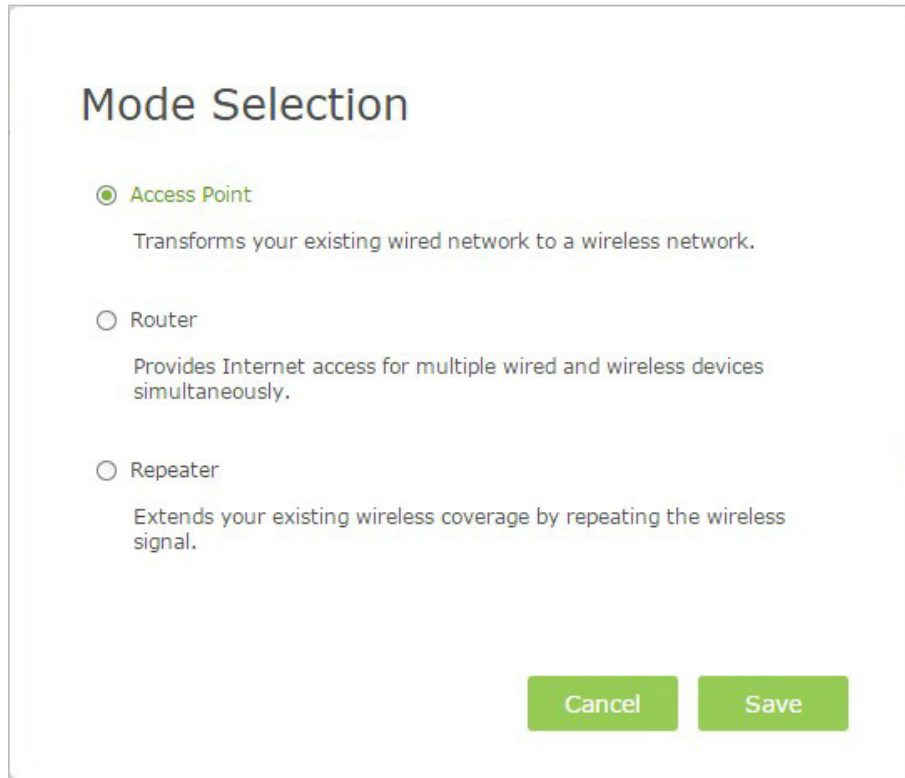 Mode Selection
Access Point
Transforms your existing wired network to a wireless network.
Router
Provides Internet access for multiple wired and wireless devices
simultaneously.
Repeater
Extends your existing wireless coverage by repeating the wireless
signal.
Cancel Save